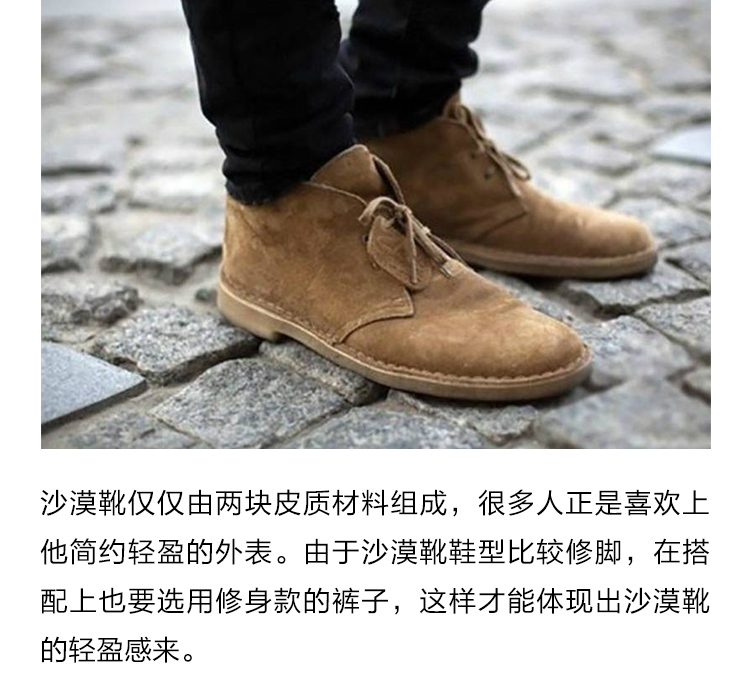 沙漠靴仅仅由两块皮质材料组成，很多人正是喜欢上
他简约轻盈的外表。由于沙漠靴鞋型比较修脚，在搭
配上也要选用修身款的裤子，这样才能体现出沙漠靴
的轻盈感来。